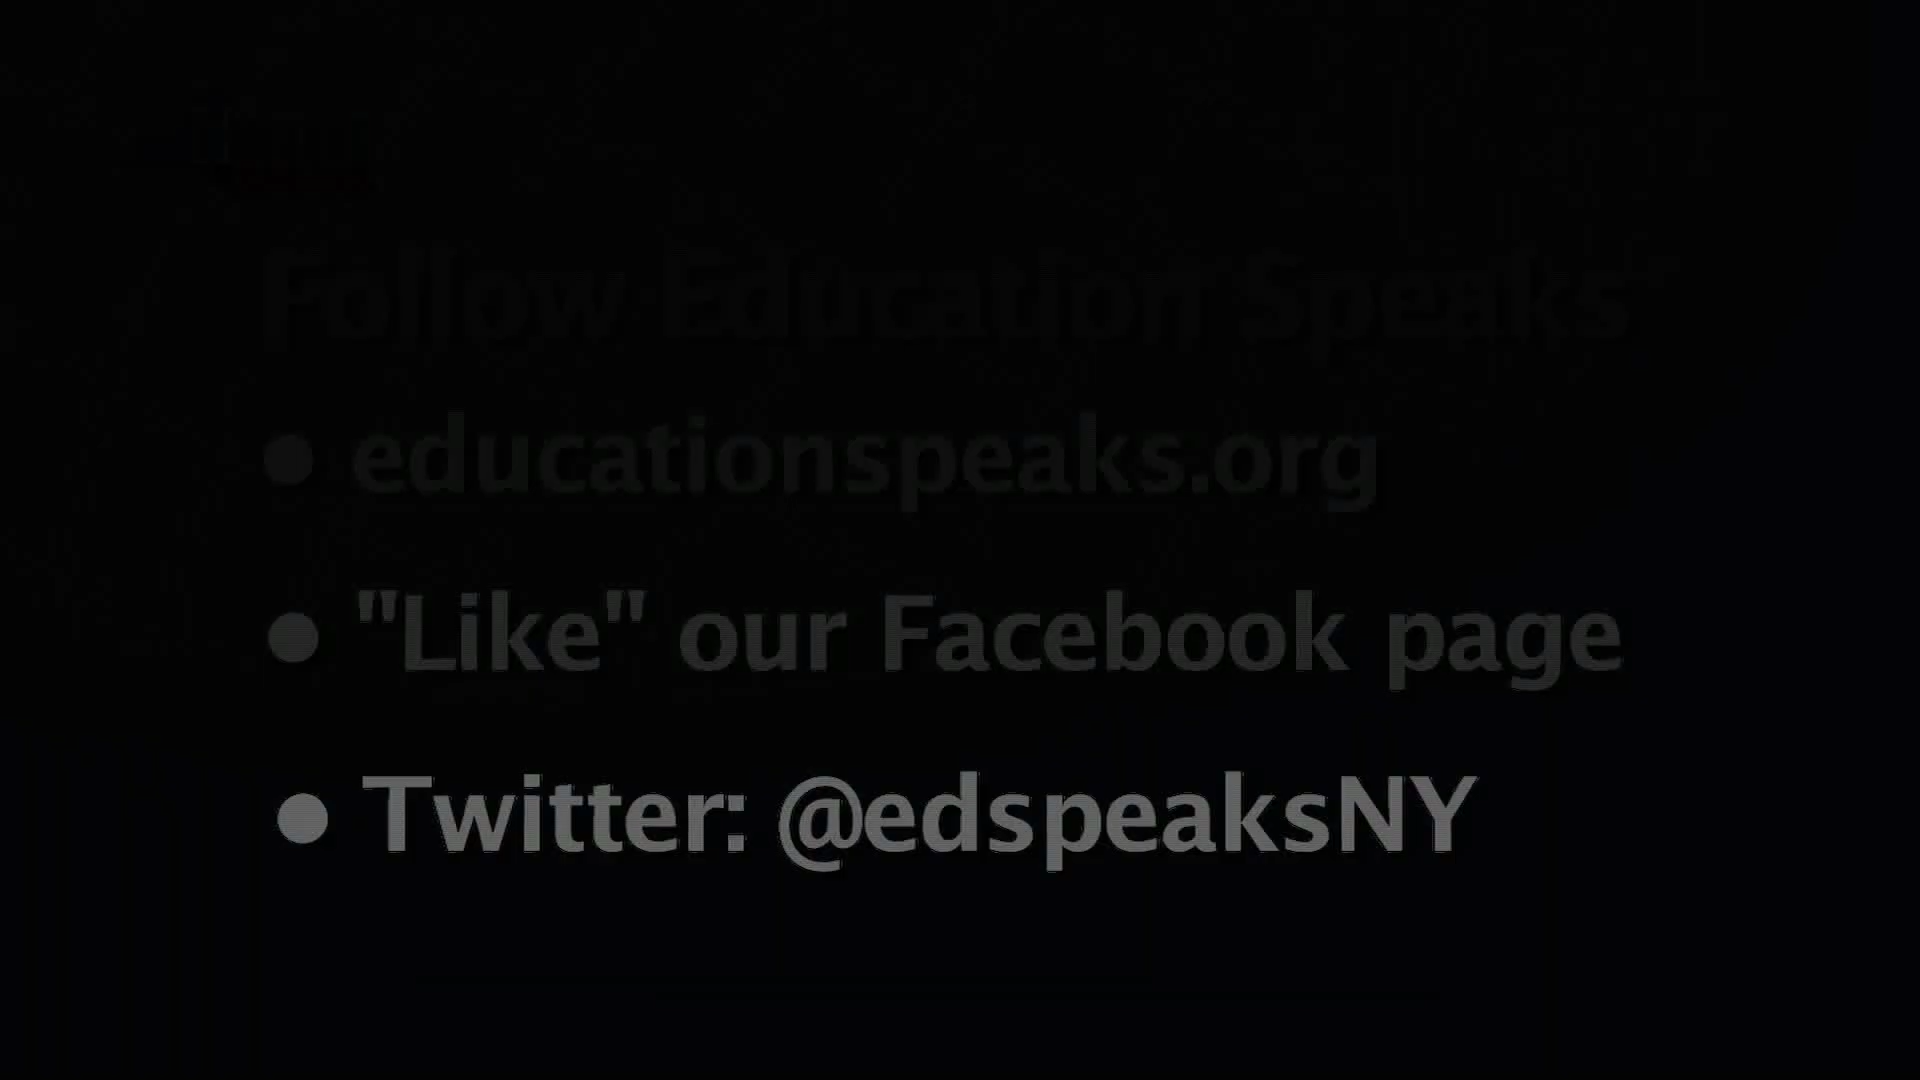 Follow Education Speaks
• educationspeaks.org
• "Like" our Facebook page
• Twitter: @edspeaksNY